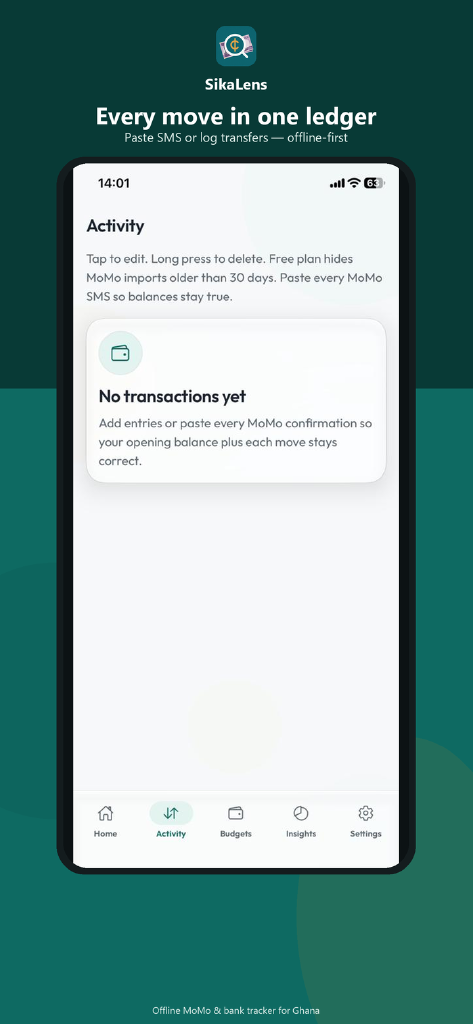 SikaLens
Every move in one ledger
Paste SMS or log transfers — offline-first
14:01
63
Activity
Tap to edit. Long press to delete. Free plan hides
MoMo imports older than 30 days. Paste every MoMo
SMS so balances stay true.
No transactions yet
Add entries or paste every MoMo confirmation so
your opening balance plus each move stays
correct.
Home
Activity
Budgets
Insights
Settings
Offline MoMo & bank tracker for Ghana